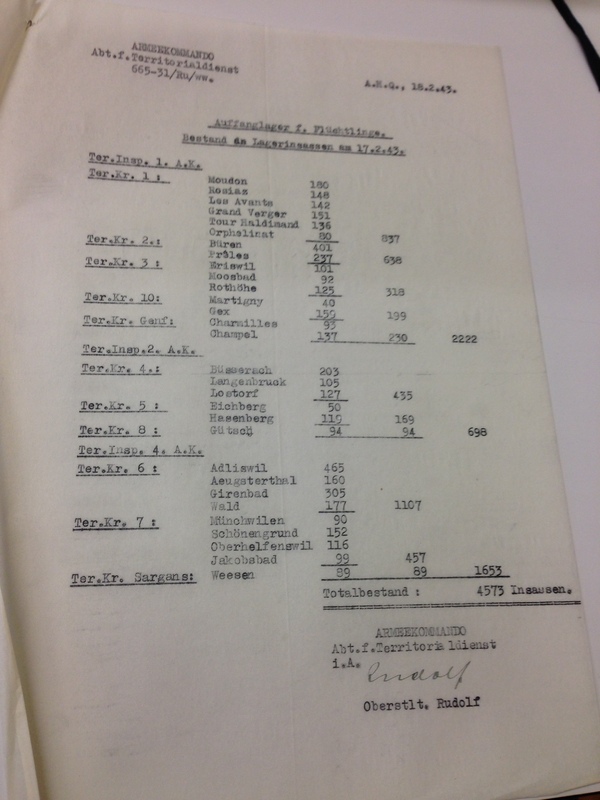 ARMEEKOMMANDO
Abt.f.Territorialdienst
665-31/Ru/ww.
A.H.Q., 18.2.43.
Auffanglager f. Flüchtlinge.
Bestand an Lagerinsassen am 17.2.43.
Ter.Insp. 1. A.K.
Ter.Kr. 1 : Moudon 180
Rosiaz 148
Les Avants 142
Grand Verger 151
Tour Haldimand 136
Orphelinat 80 837
Ter.Kr. 2.: Büren 401
Prêles 237 638
Ter.Kr. 3 : Eriswil 101
Moosbad 92
Rothöhe 125 318
Ter.Kr. 10: Martigny 40
Gex 159 199
Ter.Kr. Genf: Charmilles 93
Champel 137 230 2222
Ter.Insp.2. A.K.
Ter.Kr. 4.: Büsserach 203
Langenbruck 105
Lostorf 127 435
Ter.Kr. 5 : Eichberg 50
Hasenberg 119 169
Ter.Kr. 8 : Gütsch 94 94 698
Ter.Insp. 4. A.K.
Ter.Kr. 6 : Adliswil 465
Aeugsterthal 160
Girenbad 305
Wald 177 1107
Ter.Kr. 7 : Münchwilen 90
Schönengrund 152
Oberhelfenswil 116
Jakobsbad 99 457
Ter.Kr. Sargans: Weesen 89 89 1653
Totalbestand : 4573 Insassen.
ARMEEKOMMANDO
Abt.f.Territorialdienst
i.A. Rudolf
Oberstlt. Rudolf